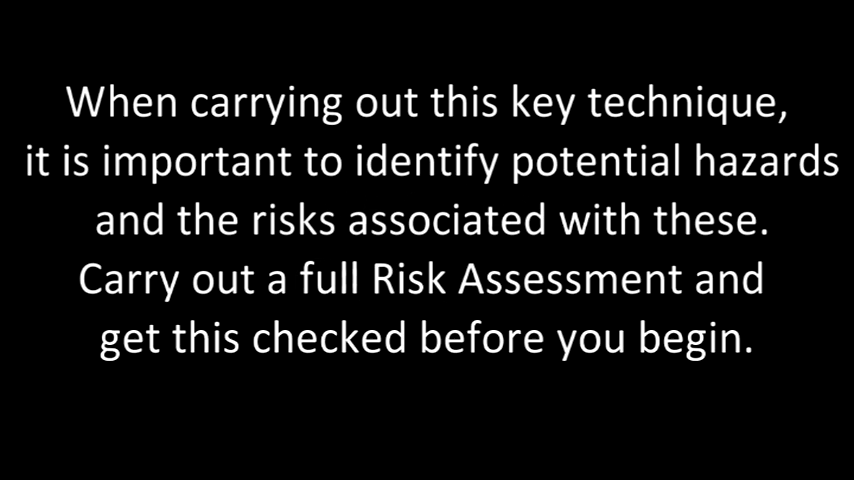 When carrying out this key technique,
it is important to identify potential hazards
and the risks associated with these.
Carry out a full Risk Assessment and
get this checked before you begin.